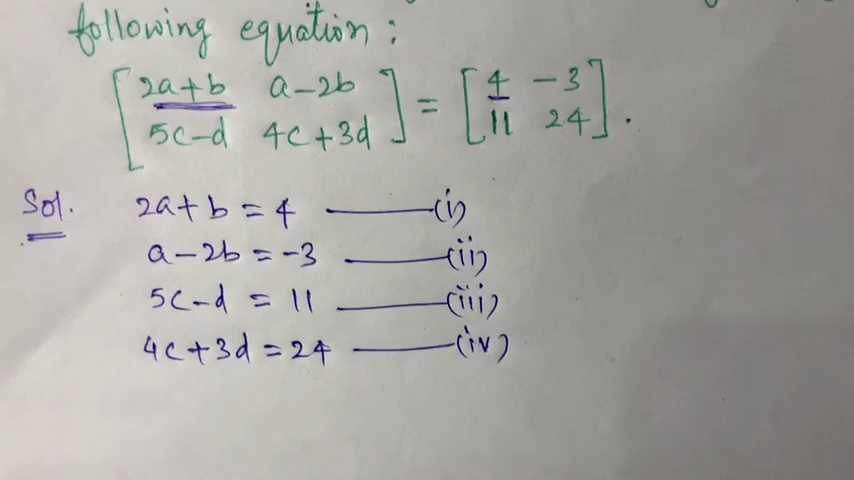 following equation :
[2a+b a-2b
5c-d 4c+3d] = [4 -3
11 24].
Sol. 2a+b = 4 ——— (i)
a-2b = -3 ——— (ii)
5c-d = 11 ——— (iii)
4c+3d = 24 ——— (iv)